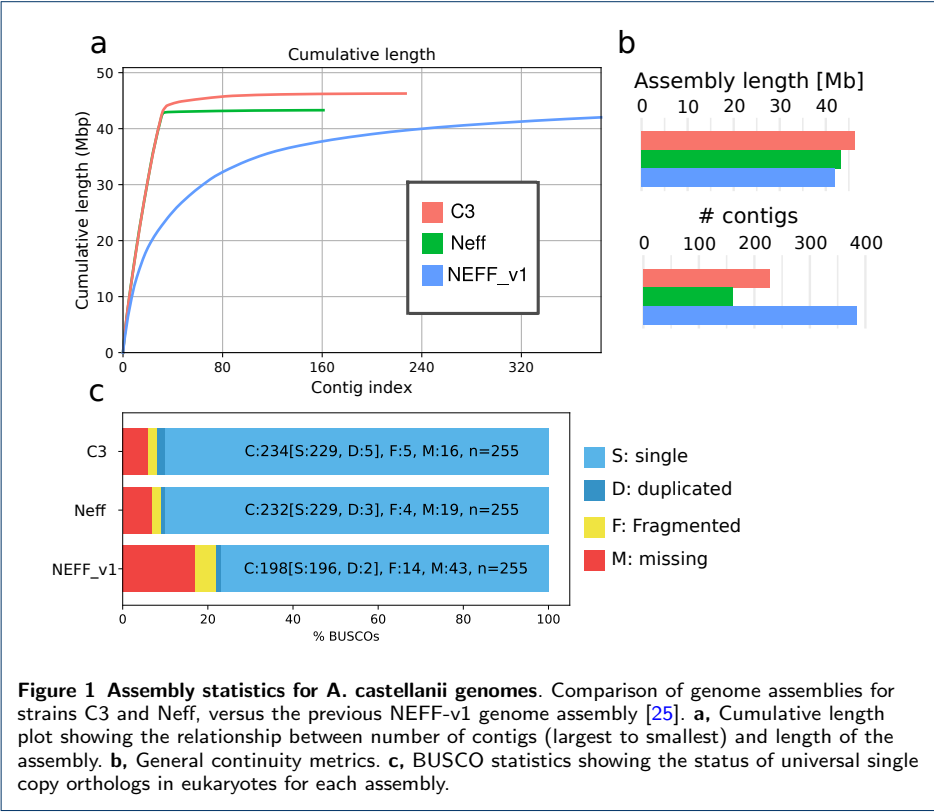 a
Cumulative length
50
40
30
20
10
0
Cumulative length (Mbp)
0 80 160 240 320
Contig index
C3
Neff
NEFF_v1
b
Assembly length [Mb]
0 10 20 30 40
# contigs
0 100 200 300 400
c
C3
C:234[S:229, D:5], F:5, M:16, n=255
Neff
C:232[S:229, D:3], F:4, M:19, n=255
NEFF_v1
C:198[S:196, D:2], F:14, M:43, n=255
0 20 40 60 80 100
% BUSCOs
S: single
D: duplicated
F: Fragmented
M: missing
Figure 1 Assembly statistics for A. castellanii genomes. Comparison of genome assemblies for
strains C3 and Neff, versus the previous NEFF-v1 genome assembly [25]. a, Cumulative length
plot showing the relationship between number of contigs (largest to smallest) and length of the
assembly. b, General continuity metrics. c, BUSCO statistics showing the status of universal single
copy orthologs in eukaryotes for each assembly.